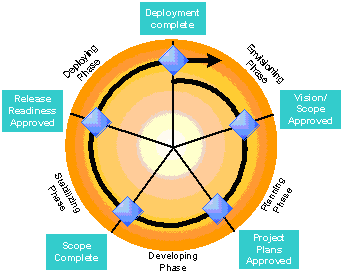 Deployment
complete
Envisioning
Phase
Vision/
Scope
Approved
Planning
Phase
Project
Plans
Approved
Developing
Phase
Scope
Complete
Stabilizing
Phase
Release
Readiness
Approved
Deploying
Phase